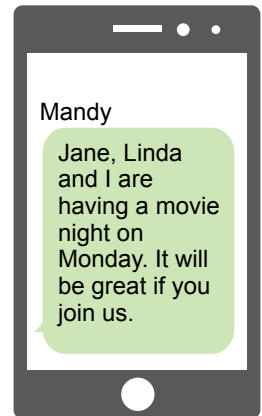 Mandy
Jane, Linda
and I are
having a movie
night on
Monday. It will
be great if you
join us.